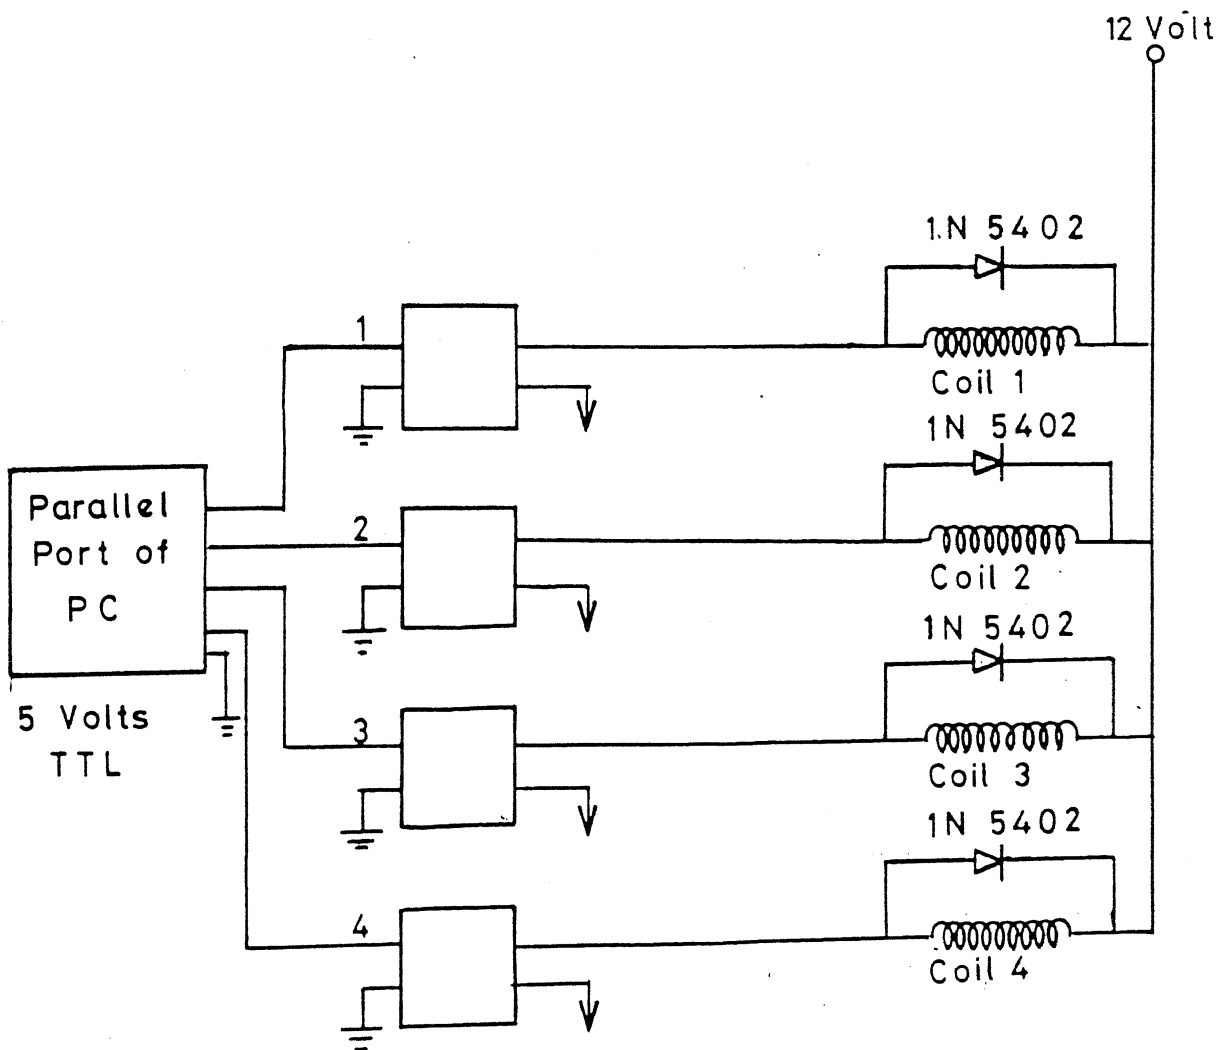 12 Volt
1N 5402
1
Coil 1
1N 5402
Parallel
Port of
PC
2
Coil 2
1N 5402
5 Volts
TTL
3
Coil 3
1N 5402
4
Coil 4